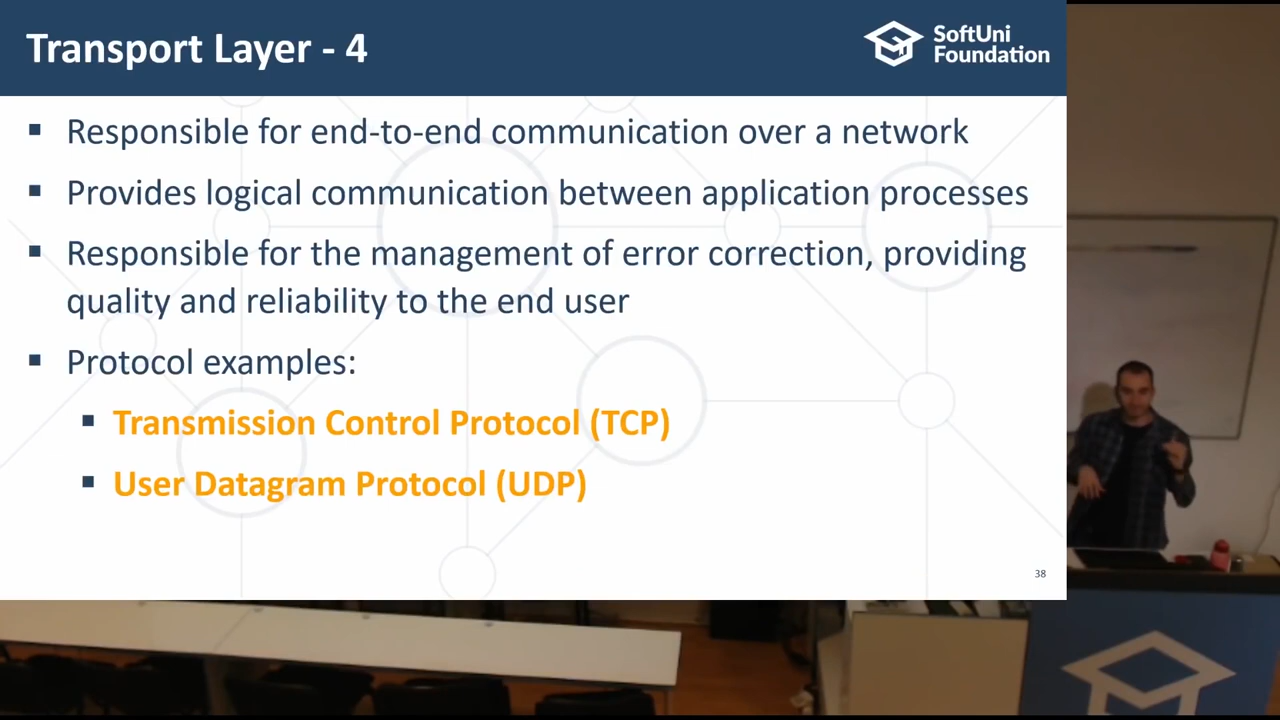 Transport Layer - 4
SoftUni
Foundation
Responsible for end-to-end communication over a network
Provides logical communication between application processes
Responsible for the management of error correction, providing
quality and reliability to the end user
Protocol examples:
Transmission Control Protocol (TCP)
User Datagram Protocol (UDP)
38